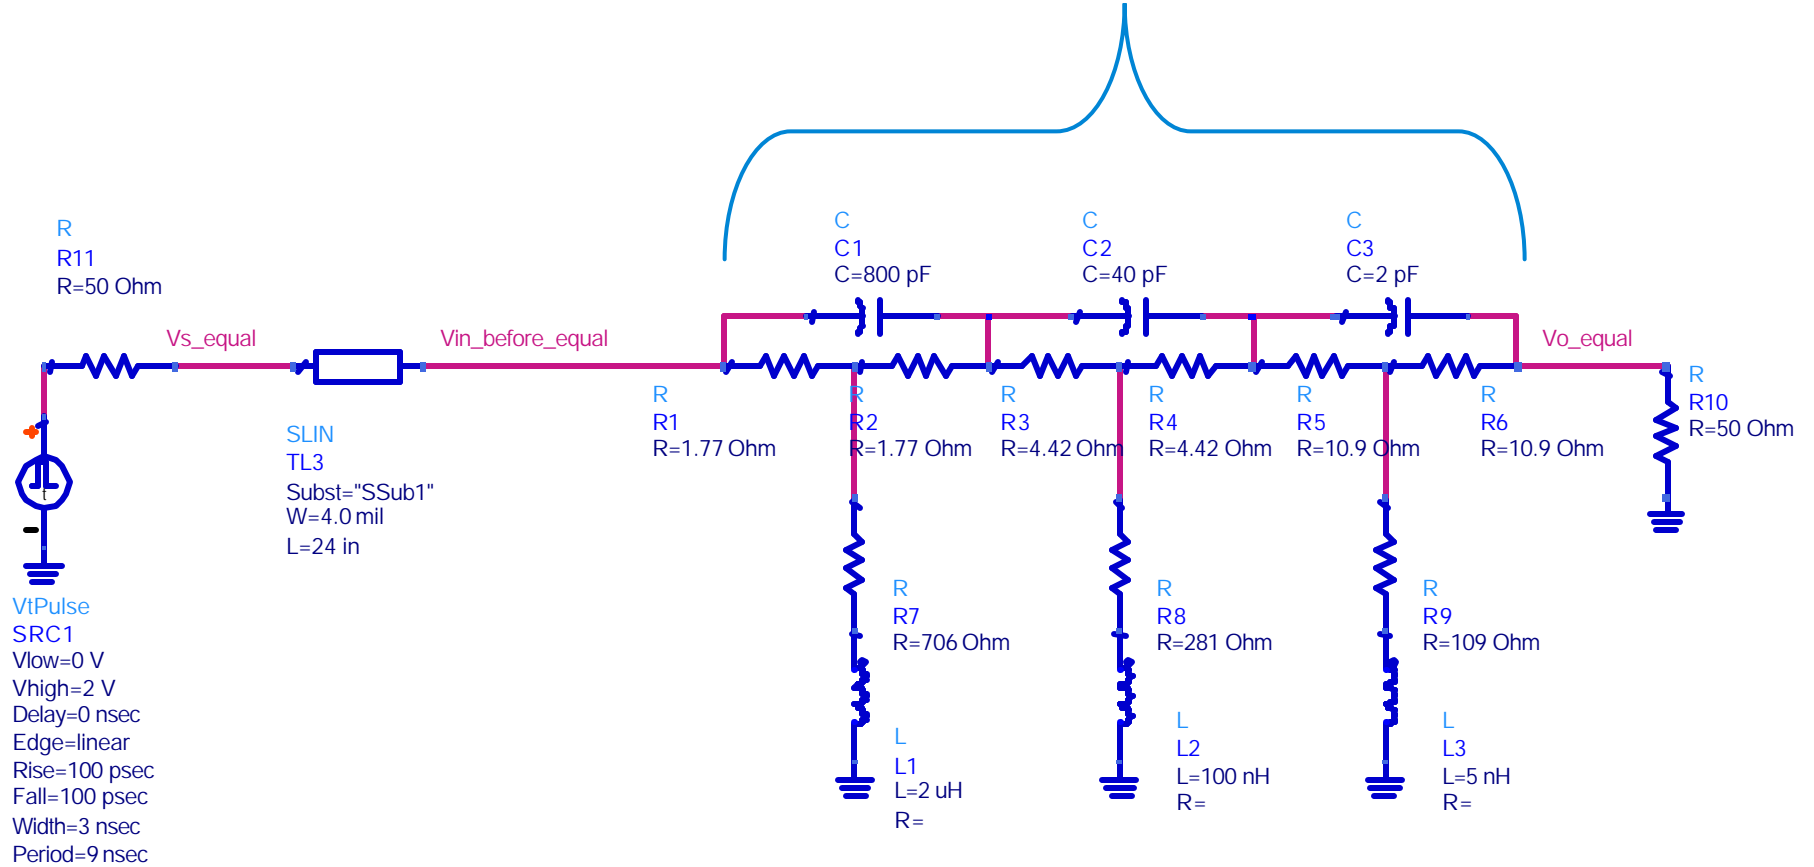 R
R11
R=50 Ohm
Vs_equal
Vin_before_equal
SLIN
TL3
Subst="SSub1"
W=4.0 mil
L=24 in
t
VtPulse
SRC1
Vlow=0 V
Vhigh=2 V
Delay=0 nsec
Edge=linear
Rise=100 psec
Fall=100 psec
Width=3 nsec
Period=9 nsec
C
C1
C=800 pF
C
C2
C=40 pF
C
C3
C=2 pF
Vo_equal
R
R1
R=1.77 Ohm
R
R2
R=1.77 Ohm
R
R3
R=4.42 Ohm
R
R4
R=4.42 Ohm
R
R5
R=10.9 Ohm
R
R6
R=10.9 Ohm
R
R10
R=50 Ohm
R
R7
R=706 Ohm
R
R8
R=281 Ohm
R
R9
R=109 Ohm
L
L1
L=2 uH
R=
L
L2
L=100 nH
R=
L
L3
L=5 nH
R=